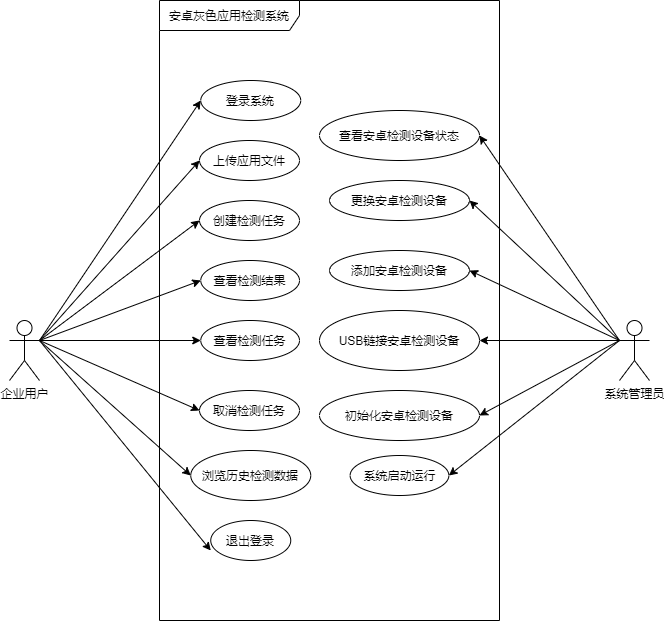 安卓灰色应用检测系统
登录系统
上传应用文件
创建检测任务
查看检测结果
查看检测任务
取消检测任务
浏览历史检测数据
退出登录
查看安卓检测设备状态
更换安卓检测设备
添加安卓检测设备
USB链接安卓检测设备
初始化安卓检测设备
系统启动运行
企业用户
系统管理员